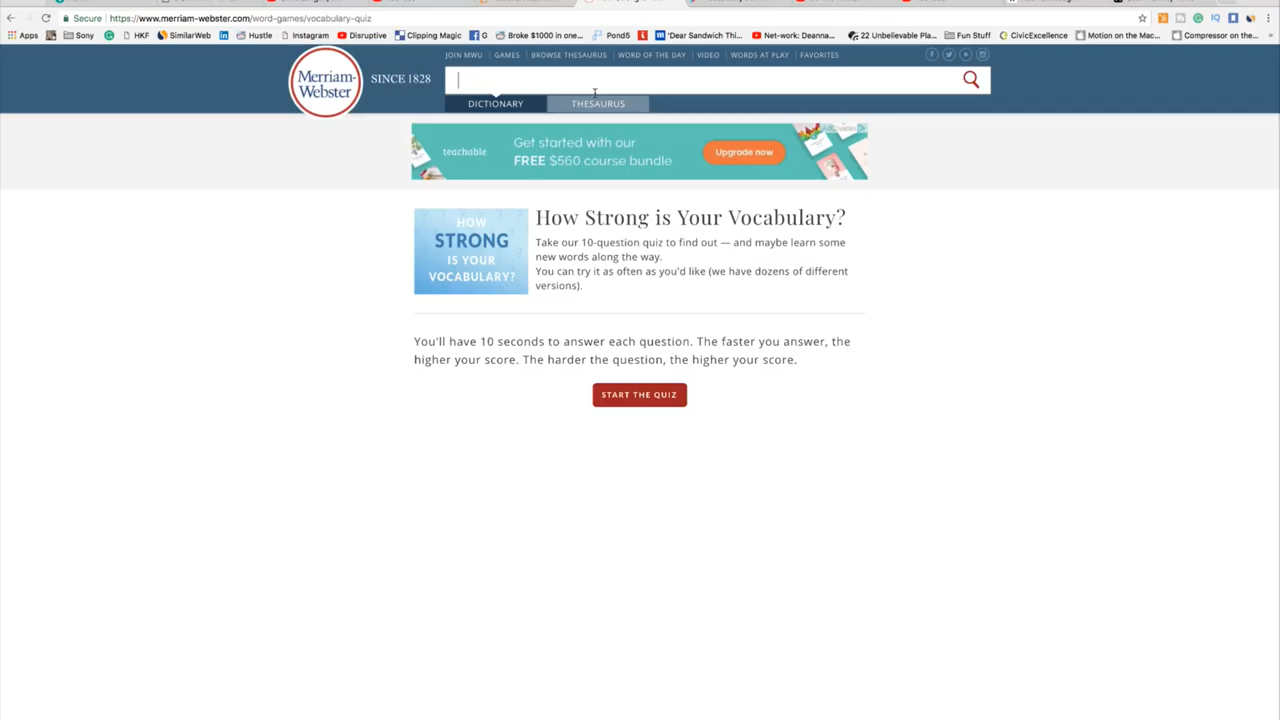 Secure | https://www.merriam-webster.com/word-games/vocabulary-quiz
Apps Sony HKF SimilarWeb Hustle Instagram Disruptive Clipping Magic G Broke $1000 in one... Pond5 'Dear Sandwich Thi... Net-work: Deanna... 22 Unbelievable Pla... Fun Stuff CivicExcellence Motion on the Mac... Compressor on the... »
JOIN MWU | GAMES | BROWSE THESAURUS | WORD OF THE DAY | VIDEO | WORDS AT PLAY | FAVORITES
Merriam-
Webster
SINCE 1828
DICTIONARY THESAURUS
teachable
Get started with our
FREE $560 course bundle
Upgrade now
HOW
STRONG
IS YOUR
VOCABULARY?
How Strong is Your Vocabulary?
Take our 10-question quiz to find out — and maybe learn some
new words along the way.
You can try it as often as you'd like (we have dozens of different
versions).
You'll have 10 seconds to answer each question. The faster you answer, the
higher your score. The harder the question, the higher your score.
START THE QUIZ